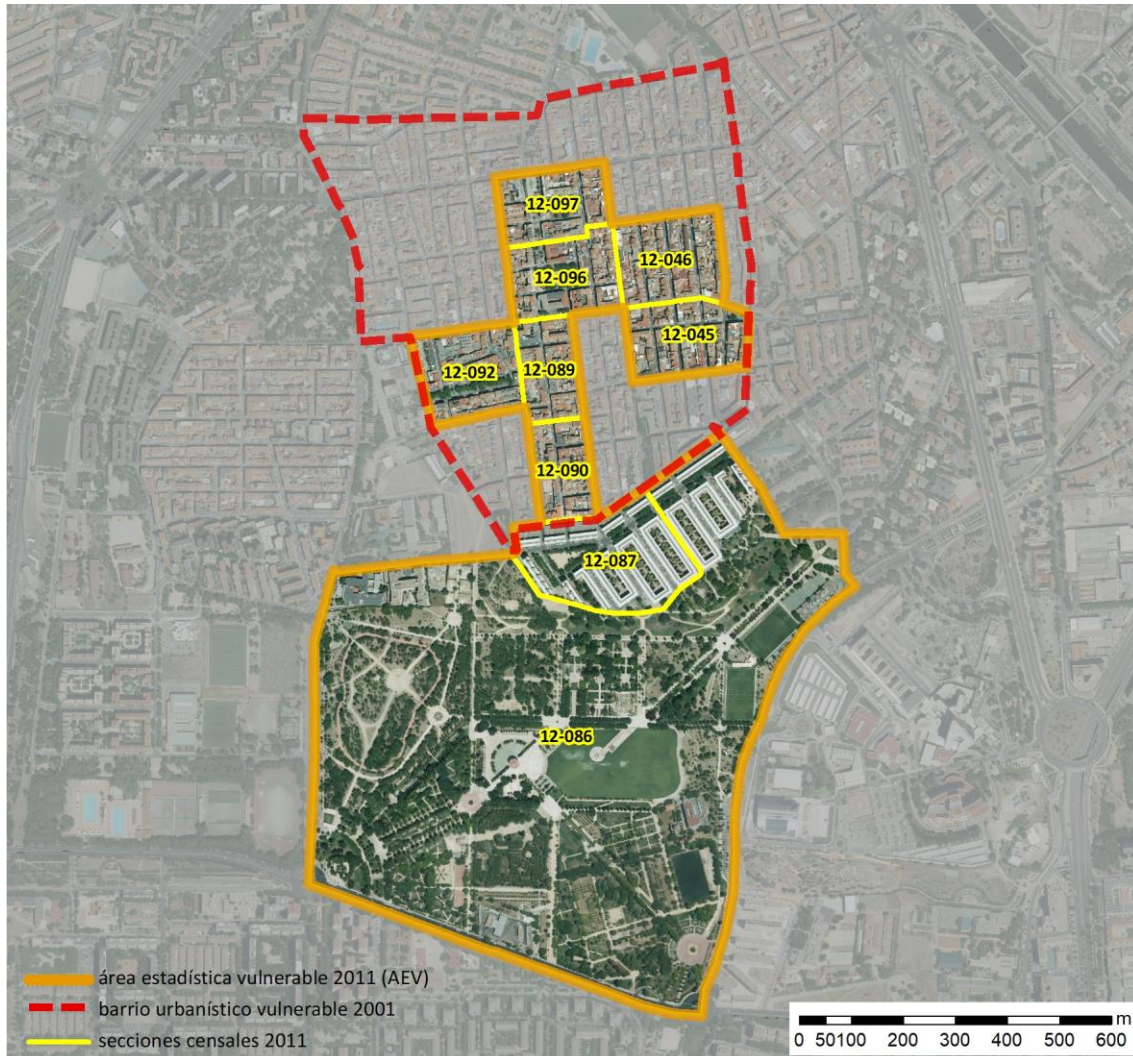 12-097
12-046
12-096
12-045
12-092
12-089
12-090
12-087
12-086
área estadística vulnerable 2011 (AEV)
barrio urbanístico vulnerable 2001
secciones censales 2011
m
0 50100 200 300 400 500 600